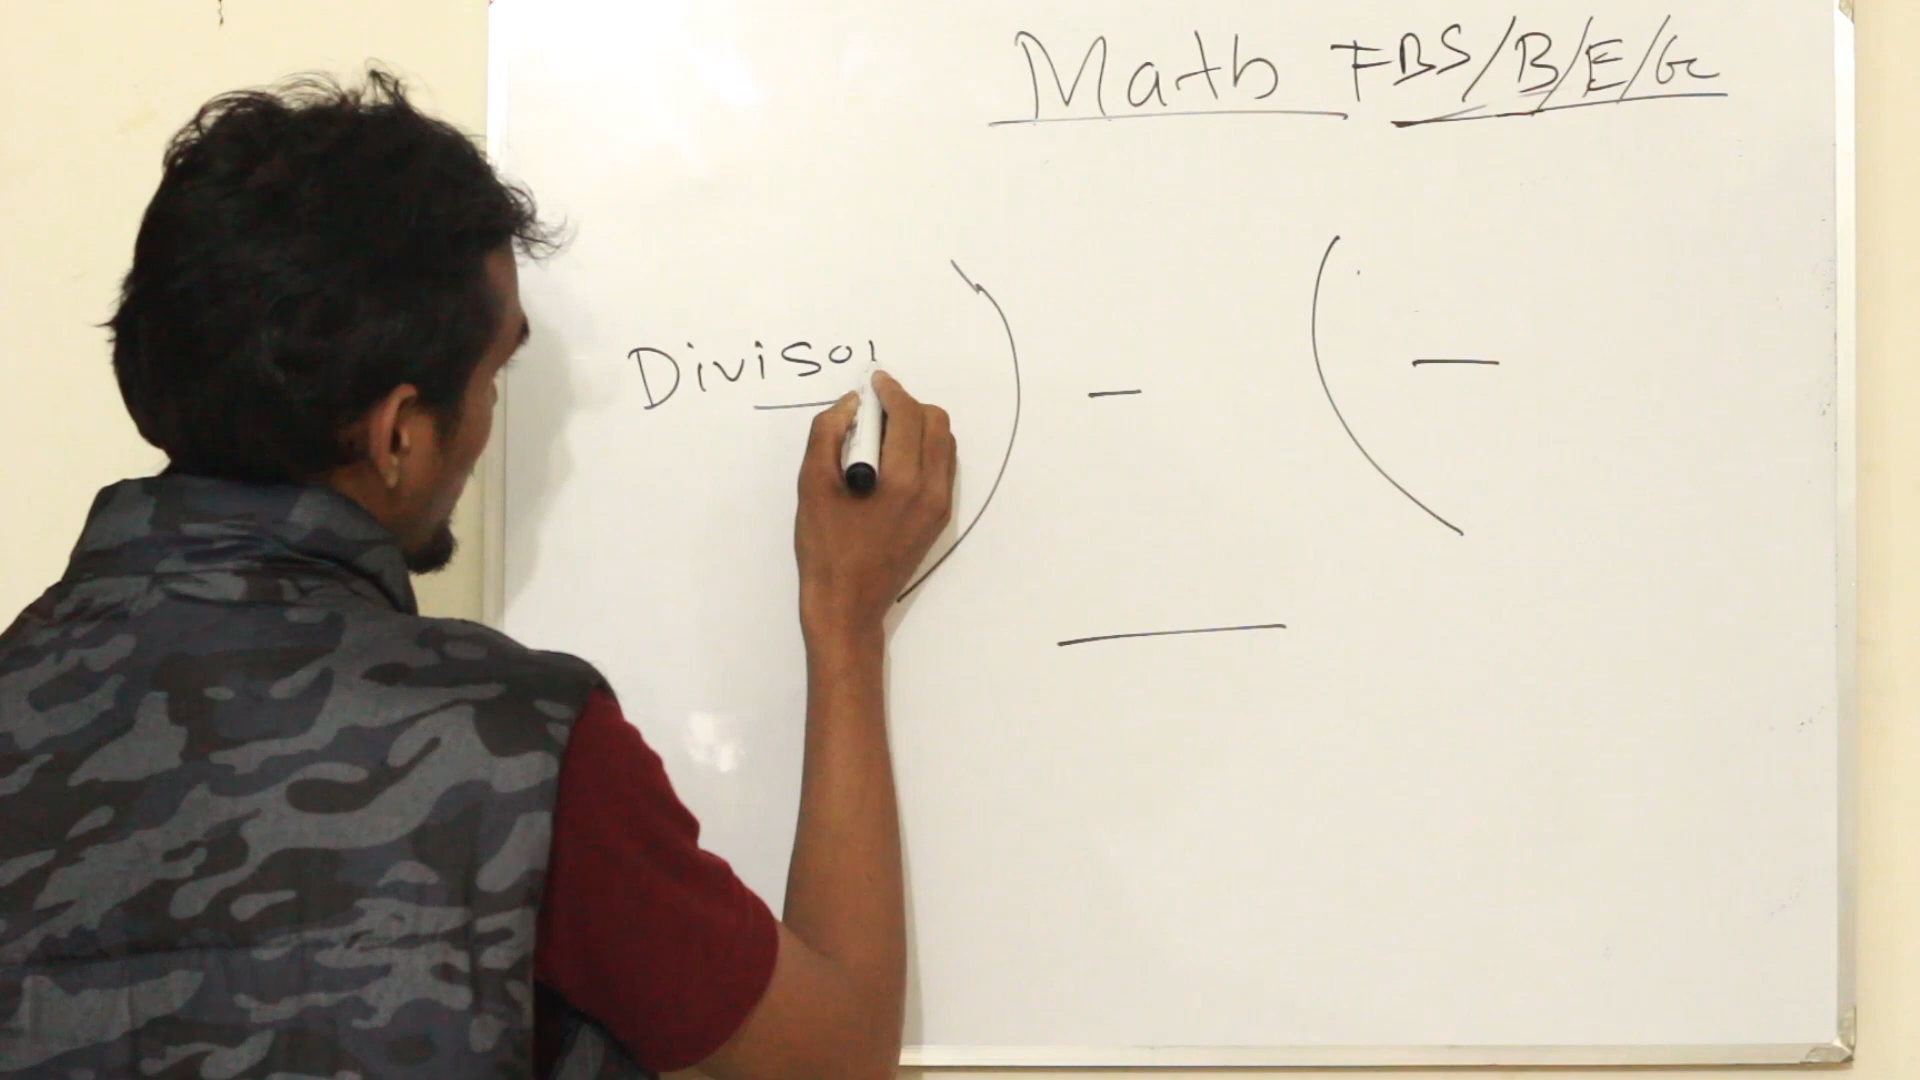 Math FBS/B/E/G
Divisor
) — ( —